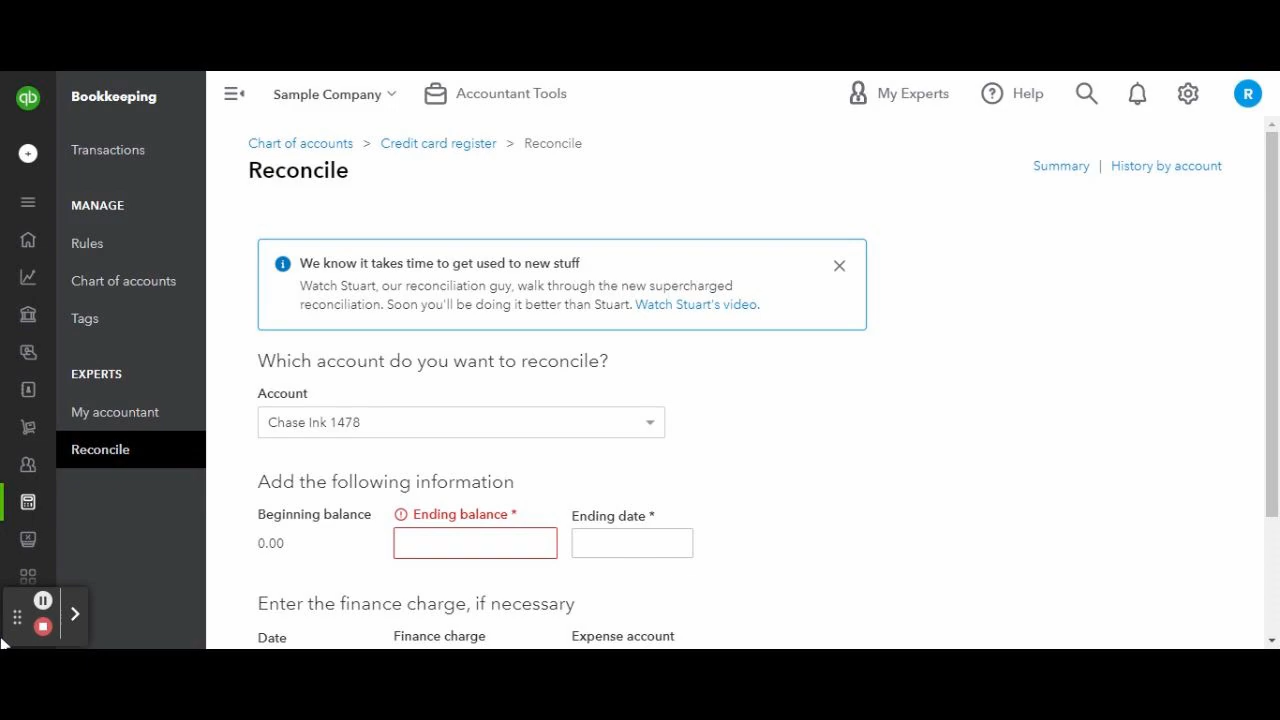 qb
Bookkeeping
Transactions
MANAGE
Rules
Chart of accounts
Tags
EXPERTS
My accountant
Reconcile
Sample Company
Accountant Tools
My Experts
Help
R
Chart of accounts > Credit card register > Reconcile
Reconcile
Summary | History by account
We know it takes time to get used to new stuff
Watch Stuart, our reconciliation guy, walk through the new supercharged
reconciliation. Soon you'll be doing it better than Stuart. Watch Stuart's video.
Which account do you want to reconcile?
Account
Chase Ink 1478
Add the following information
Beginning balance
Ending balance *
Ending date *
0.00
Enter the finance charge, if necessary
Date
Finance charge
Expense account